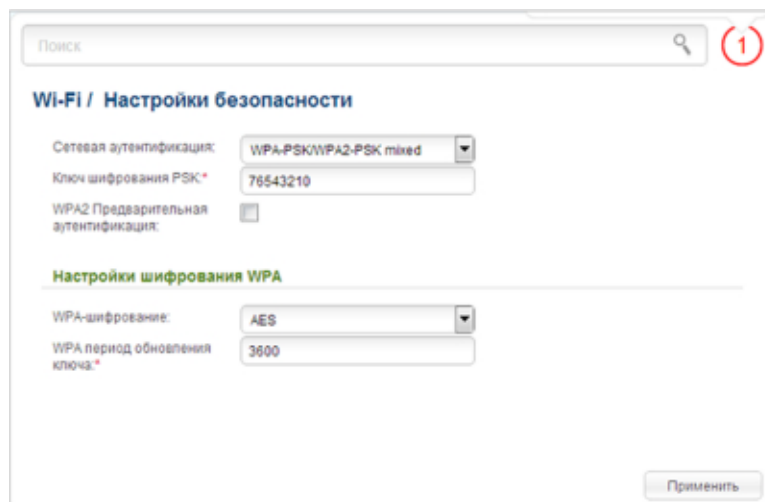 Поиск
1
Wi-Fi / Настройки безопасности
Сетевая аутентификация:
WPA-PSK/WPA2-PSK mixed
Ключ шифрования PSK:*
76543210
WPA2 Предварительная
аутентификация:
Настройки шифрования WPA
WPA-шифрование:
AES
WPA период обновления
ключа:*
3600
Применить